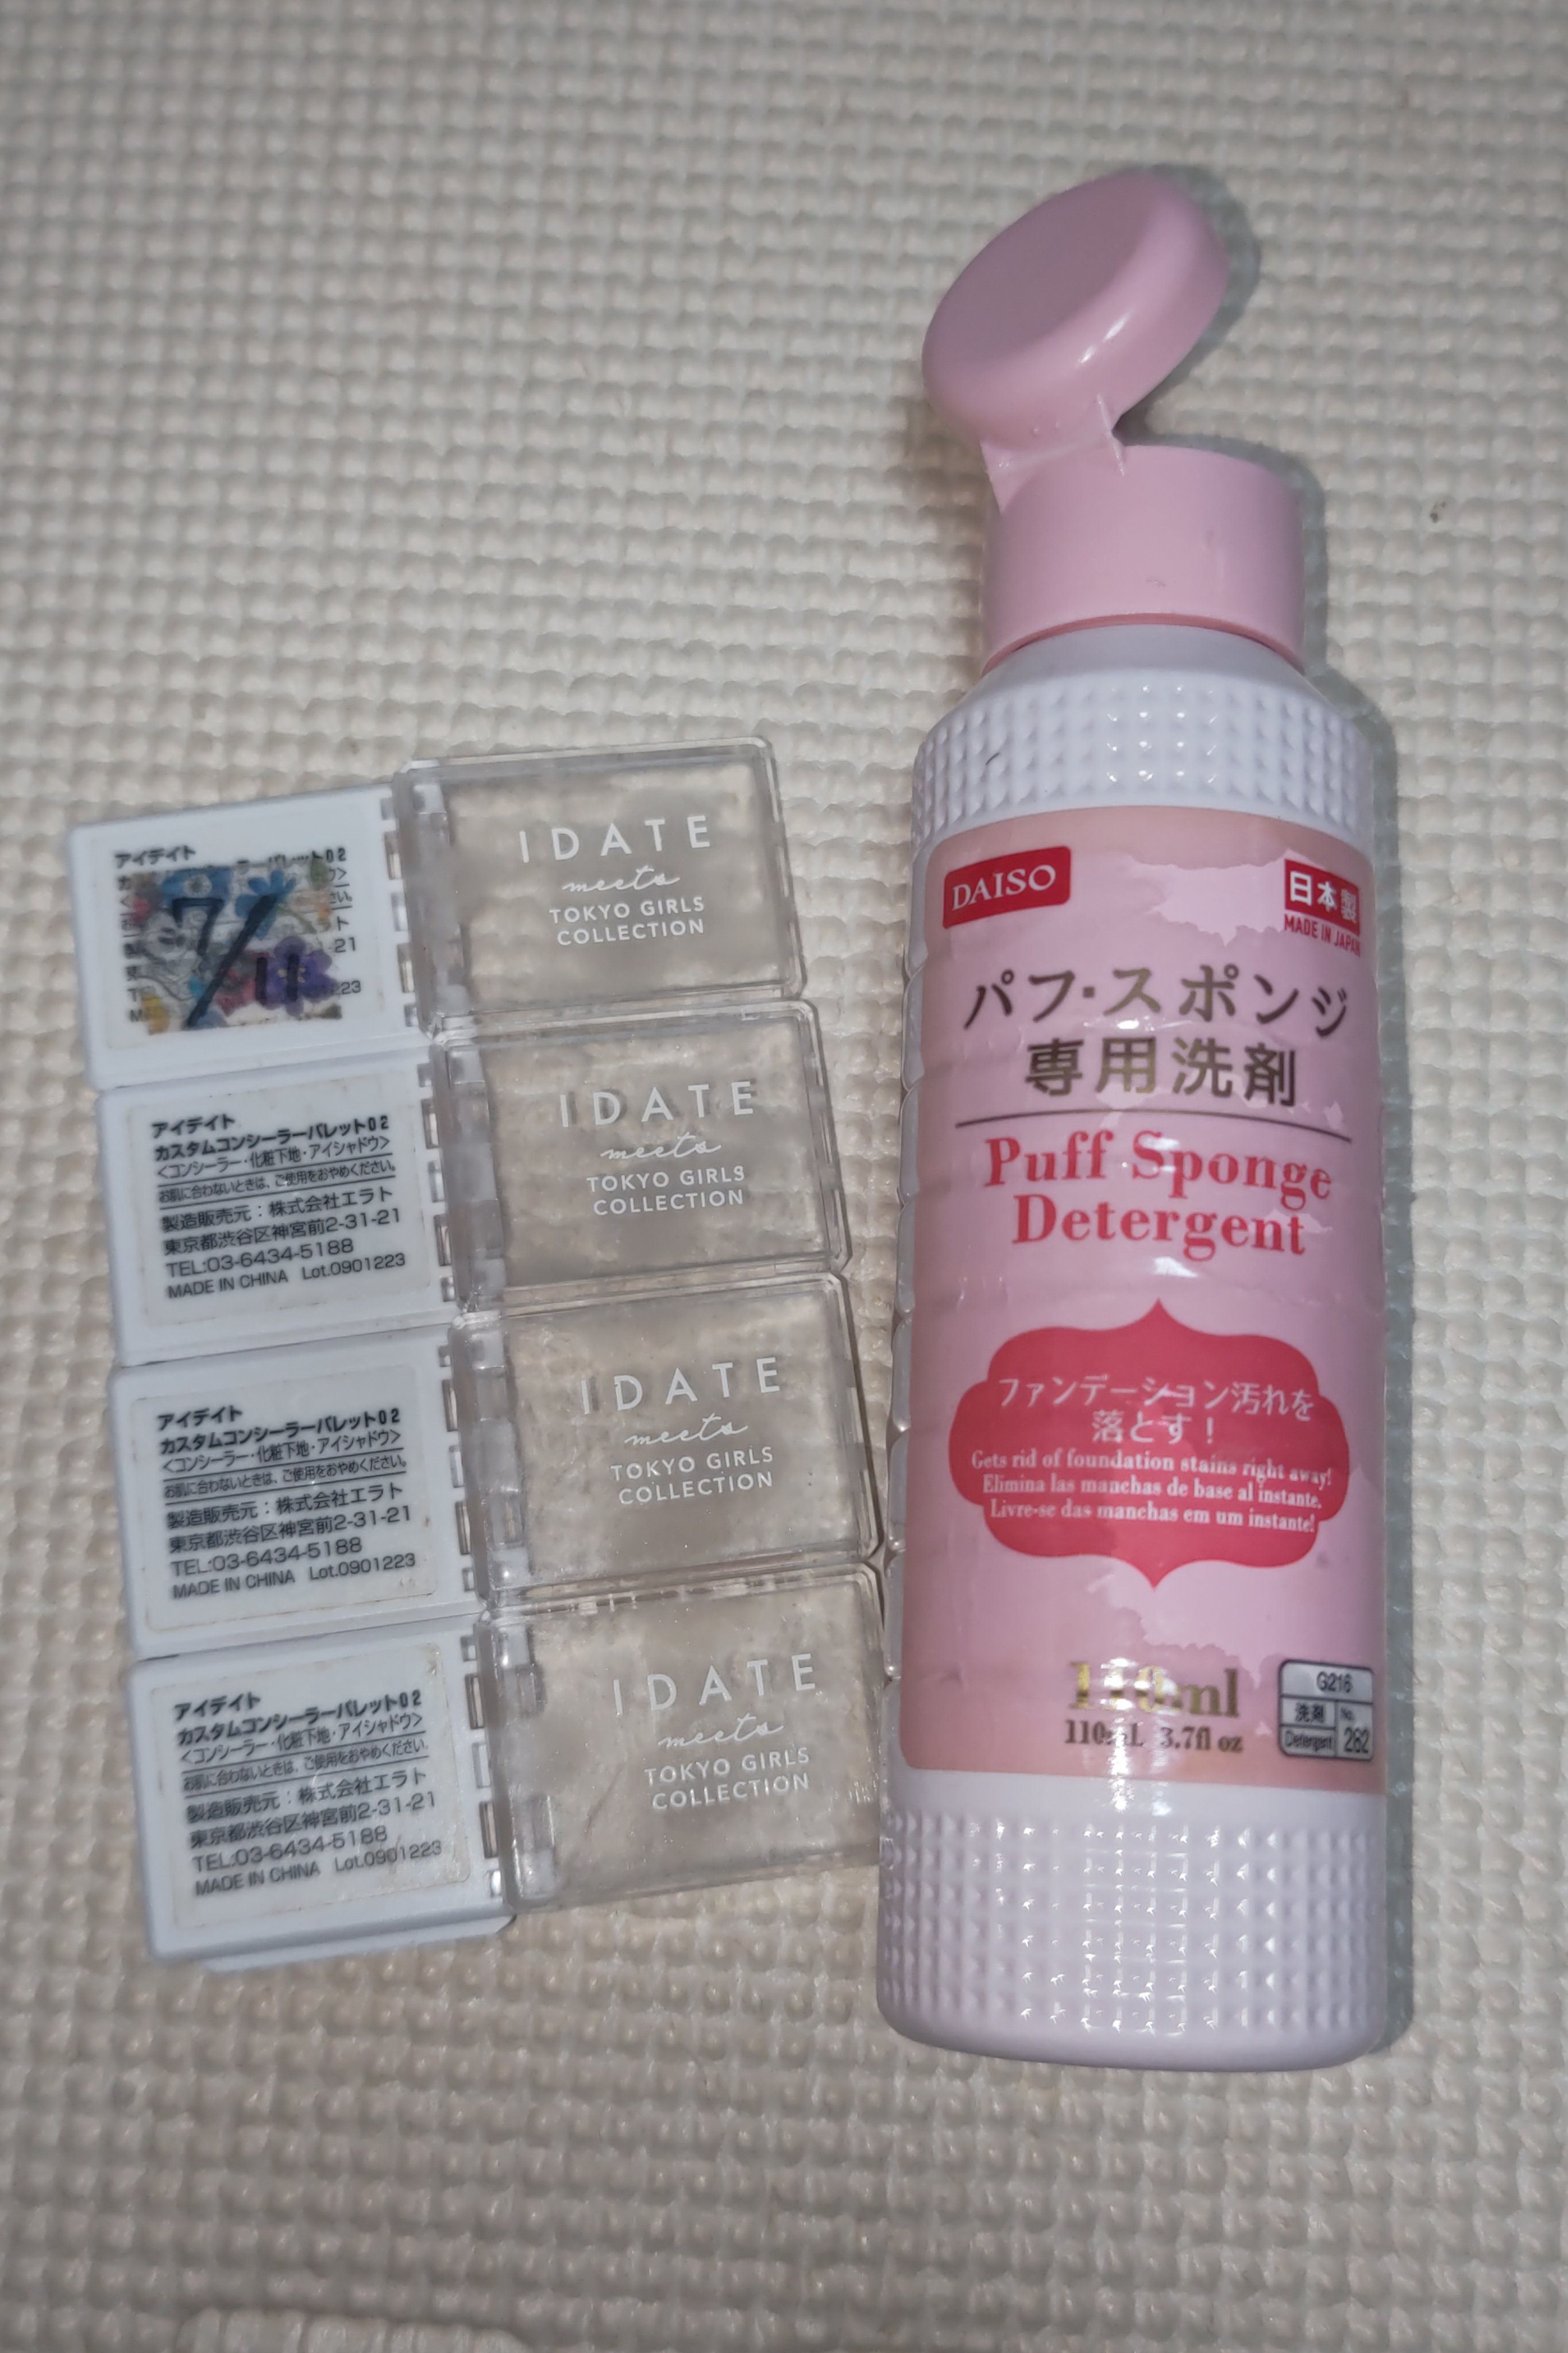 アイデイト
カ ーラーパレット02
7/11
-21
223
IDATE
meets
TOKYO GIRLS
COLLECTION
アイデイト
カスタムコンシーラーパレット02
<コンシーラー・化粧下地・アイシャドウ>
お肌に合わないときは、ご使用をおやめください。
製造販売元：株式会社エラト
東京都渋谷区神宮前2-31-21
TEL:03-6434-5188
MADE IN CHINA Lot.0901223
IDATE
meets
TOKYO GIRLS
COLLECTION
アイデイト
カスタムコンシーラーパレット02
<コンシーラー・化粧下地・アイシャドウ>
お肌に合わないときは、ご使用をおやめください。
製造販売元：株式会社エラト
東京都渋谷区神宮前2-31-21
TEL:03-6434-5188
MADE IN CHINA Lot.0901223
IDATE
meets
TOKYO GIRLS
COLLECTION
アイデイト
カスタムコンシーラーパレット02
<コンシーラー・化粧下地・アイシャドウ>
お肌に合わないときは、ご使用をおやめください。
製造販売元：株式会社エラト
東京都渋谷区神宮前2-31-21
TEL:03-6434-5188
MADE IN CHINA Lot.0901223
IDATE
meets
TOKYO GIRLS
COLLECTION
DAISO
日本製
MADE IN JAPAN
パフ・スポンジ
専用洗剤
Puff Sponge
Detergent
ファンデーション汚れを
落とす！
Gets rid of foundation stains right away!
Elimina las manchas de base al instante.
Livre-se das manchas em um instante!
110ml
110mL 3.7fl oz
G216
洗剤 No.
Detergent 262